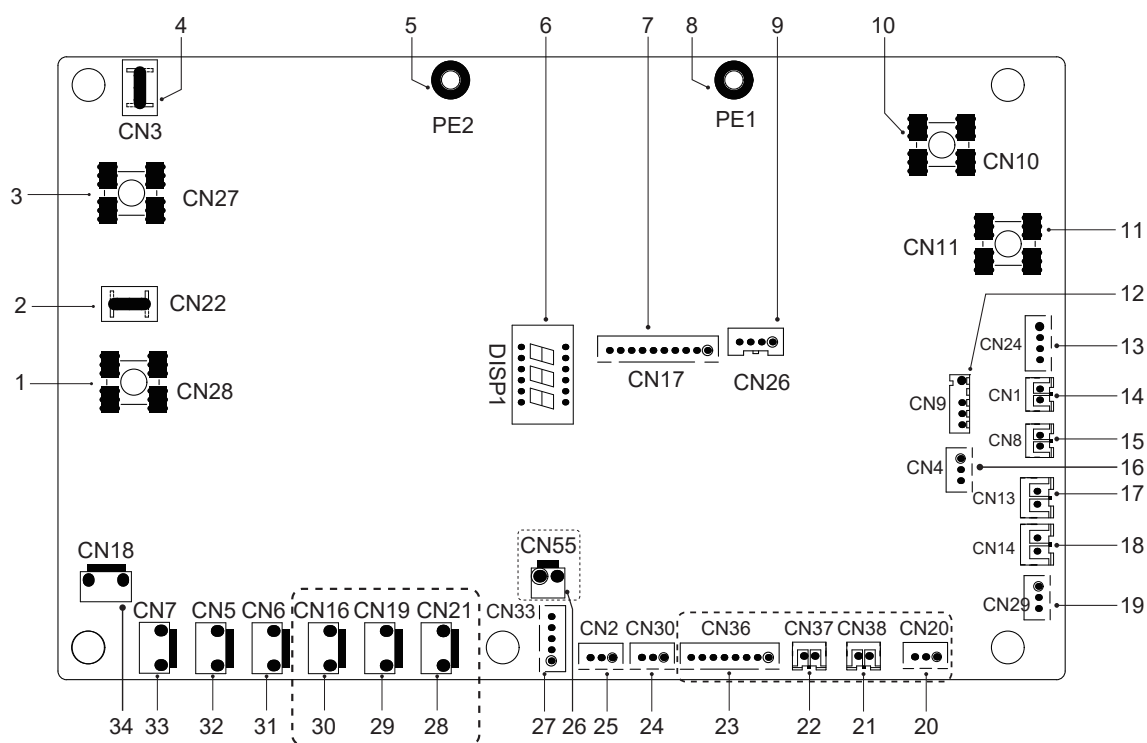 4 5 6 7 8 9 10
CN3 PE2 PE1
CN10
3 CN27
CN11 11
2 CN22
12
CN24 13
DISP1 CN17 CN26
1 CN28
CN9 CN1 14
CN8 15
CN4 16
CN13 17
CN14 18
CN18 CN55
CN29 19
CN7 CN5 CN6 CN16 CN19 CN21 CN33 CN2 CN30 CN36 CN37 CN38 CN20
34 33 32 31 30 29 28 27 26 25 24 23 22 21 20